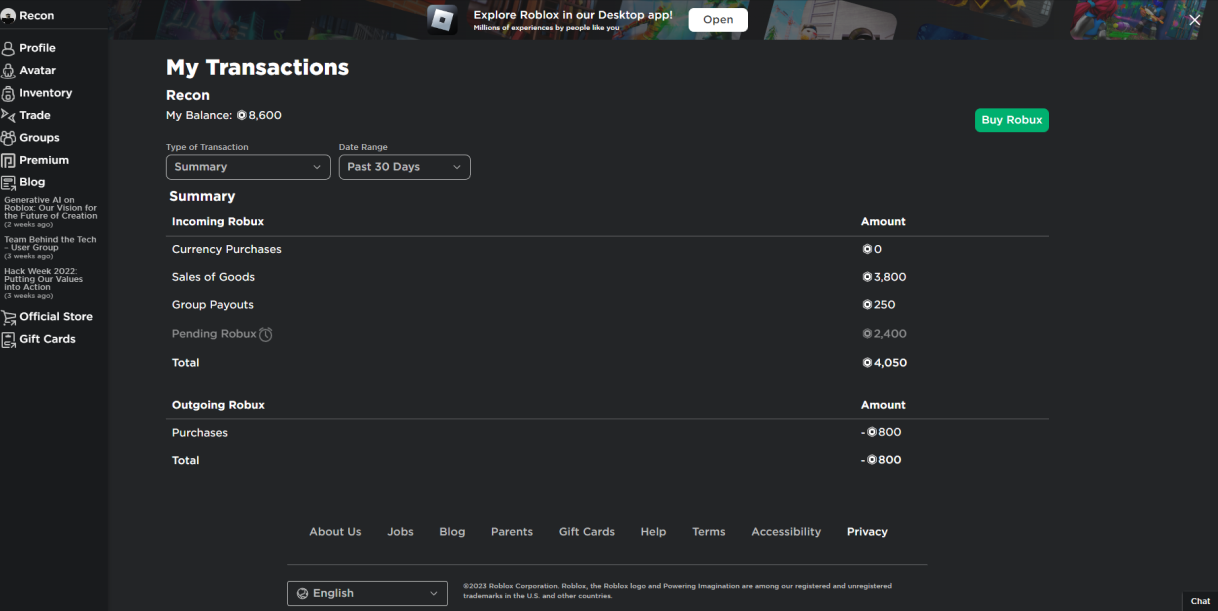 Recon
Explore Roblox in our Desktop app!
Millions of experiences by people like you
Open
Profile
Avatar
Inventory
Trade
Groups
Premium
Blog
Generative AI on
Roblox: Our Vision for
the Future of Creation
(2 weeks ago)
Team Behind the Tech
- User Group
(3 weeks ago)
Hack Week 2022:
Putting Our Values
into Action
(3 weeks ago)
Official Store
Gift Cards
My Transactions
Recon
My Balance: 8,600
Buy Robux
Type of Transaction Date Range
Summary Past 30 Days
Summary
Incoming Robux Amount
Currency Purchases 0
Sales of Goods 3,800
Group Payouts 250
Pending Robux 2,400
Total 4,050
Outgoing Robux Amount
Purchases -800
Total -800
About Us Jobs Blog Parents Gift Cards Help Terms Accessibility Privacy
English
©2023 Roblox Corporation. Roblox, the Roblox logo and Powering Imagination are among our registered and unregistered
trademarks in the U.S. and other countries.
Chat